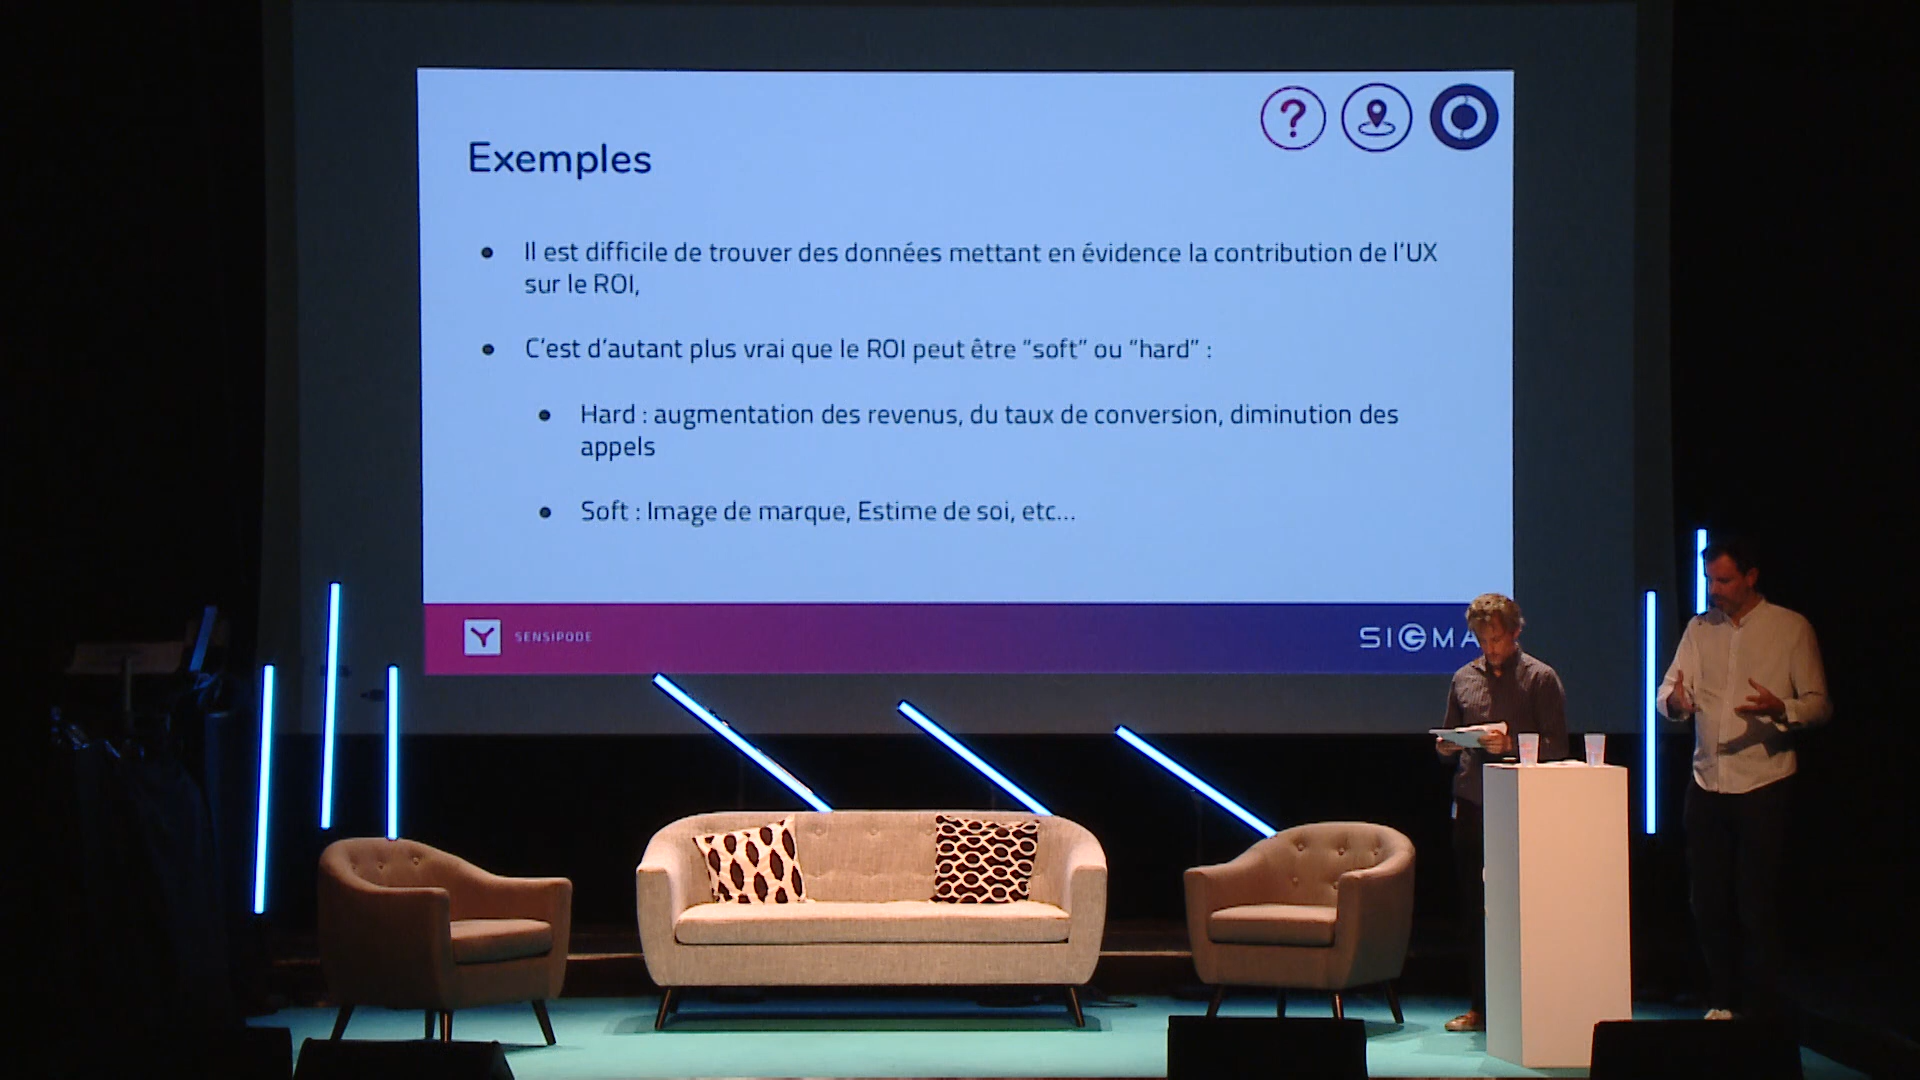 ?
Exemples
● Il est difficile de trouver des données mettant en évidence la contribution de l'UX
sur le ROI,
● C'est d'autant plus vrai que le ROI peut être "soft" ou "hard" :
● Hard : augmentation des revenus, du taux de conversion, diminution des
appels
● Soft : Image de marque, Estime de soi, etc...
SENSIPODE
SIGMA